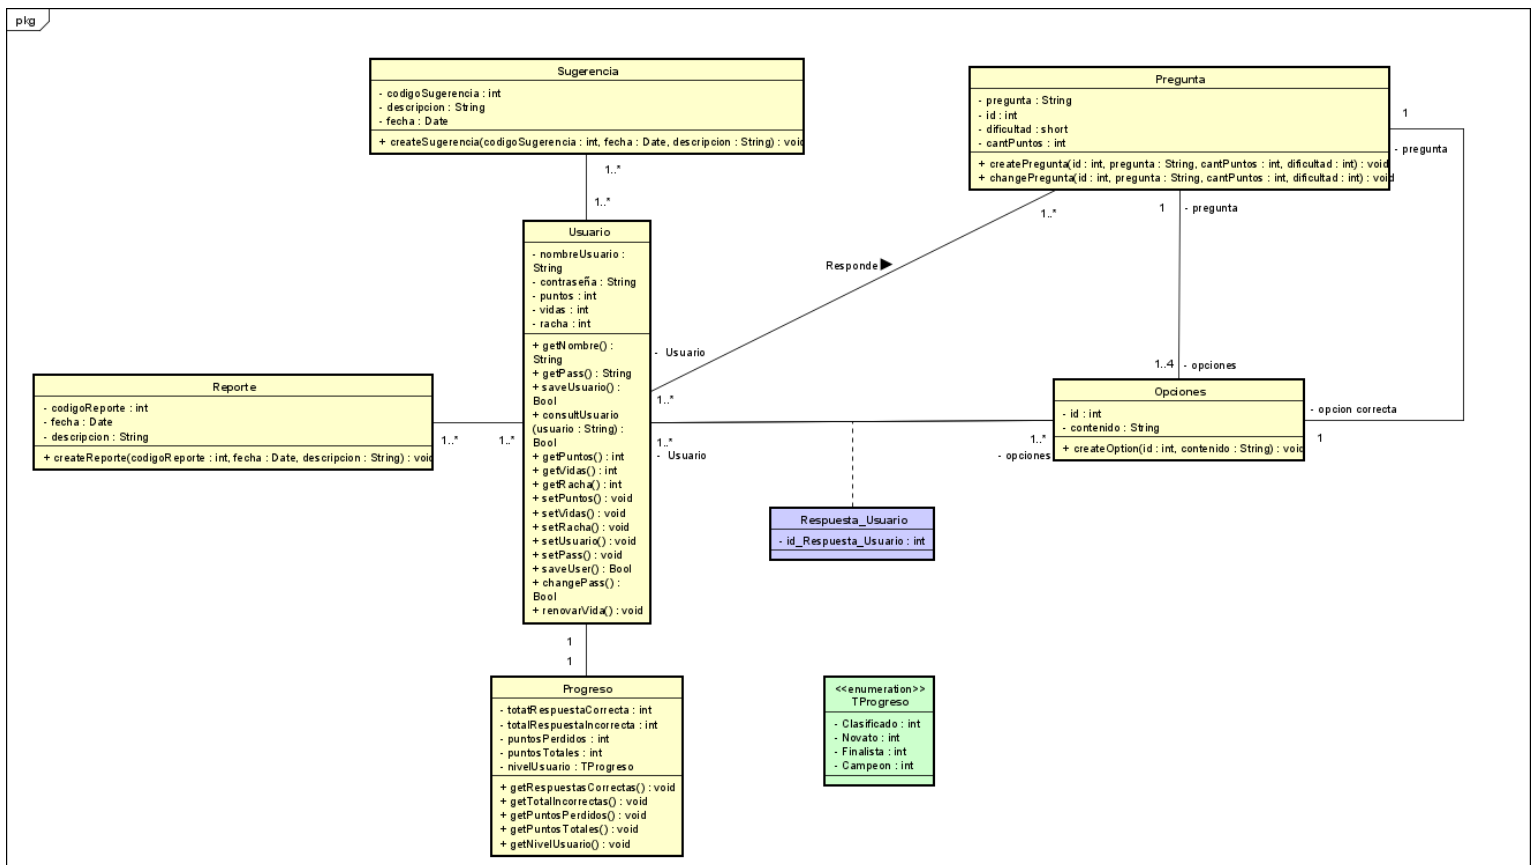 pkg
Sugerencia
- codigoSugerencia : int
- descripcion : String
- fecha : Date
+ createSugerencia(codigoSugerencia : int, fecha : Date, descripcion : String) : void
1..*
1..*
Pregunta
- pregunta : String
- id : int
- dificultad : short
- cantPuntos : int
+ createPregunta(id : int, pregunta : String, cantPuntos : int, dificultad : int) : void
+ changePregunta(id : int, pregunta : String, cantPuntos : int, dificultad : int) : void
1
- pregunta
1..*
1
- pregunta
Responde
Usuario
- nombreUsuario :
String
- contraseña : String
- puntos : int
- vidas : int
- racha : int
+ getNombre() :
String
+ getPass() : String
+ saveUsuario() :
Bool
+ consultUsuario
(usuario : String) :
Bool
+ getPuntos() : int
+ getVidas() : int
+ getRacha() : int
+ setPuntos() : void
+ setVidas() : void
+ setRacha() : void
+ setUsuario() : void
+ setPass() : void
+ saveUser() : Bool
+ changePass() :
Bool
+ renovarVida() : void
- Usuario
1..*
1..*
- Usuario
1..4
- opciones
Opciones
- id : int
- contenido : String
+ createOption(id : int, contenido : String) : void
- opcion correcta
1
1..*
- opciones
Reporte
- codigoReporte : int
- fecha : Date
- descripcion : String
+ createReporte(codigoReporte : int, fecha : Date, descripcion : String) : void
1..*
1..*
Respuesta_Usuario
- id_Respuesta_Usuario : int
1
1
Progreso
- totatRespuestaCorrecta : int
- totalRespuestaIncorrecta : int
- puntosPerdidos : int
- puntosTotales : int
- nivelUsuario : TProgreso
+ getRespuestasCorrectas() : void
+ getTotalIncorrectas() : void
+ getPuntosPerdidos() : void
+ getPuntosTotales() : void
+ getNivelUsuario() : void
<<enumeration>>
TProgreso
- Clasificado : int
- Novato : int
- Finalista : int
- Campeon : int